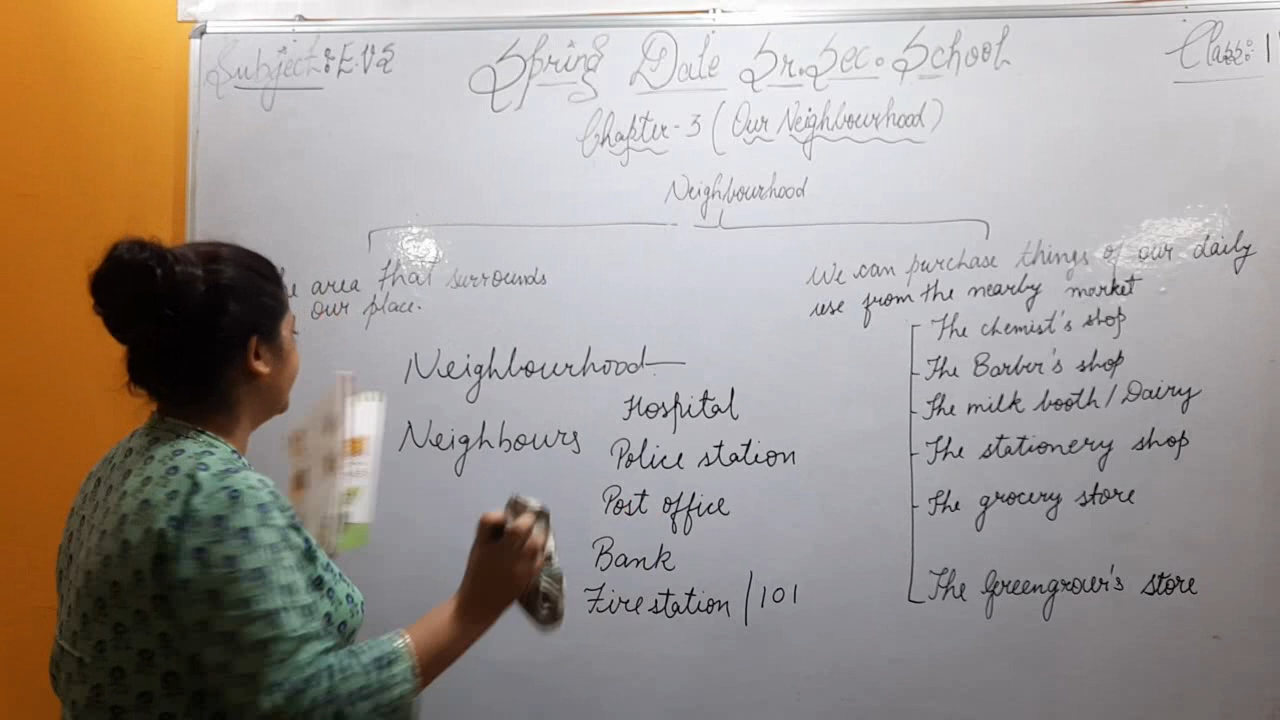 Subject: E.V.S
Spring Dale Sr. Sec. School
Class:
Chapter-3 (Our Neighbourhood)
Neighbourhood
area that surrounds
our place.
We can purchase things of our daily
use from the nearby market
The chemist's shop
The Barber's shop
The milk booth/Dairy
The stationery shop
The grocery store
The Greengrocer's store
Neighbourhood—
Neighbours
Hospital
Police station
Post office
Bank
Fire station/101